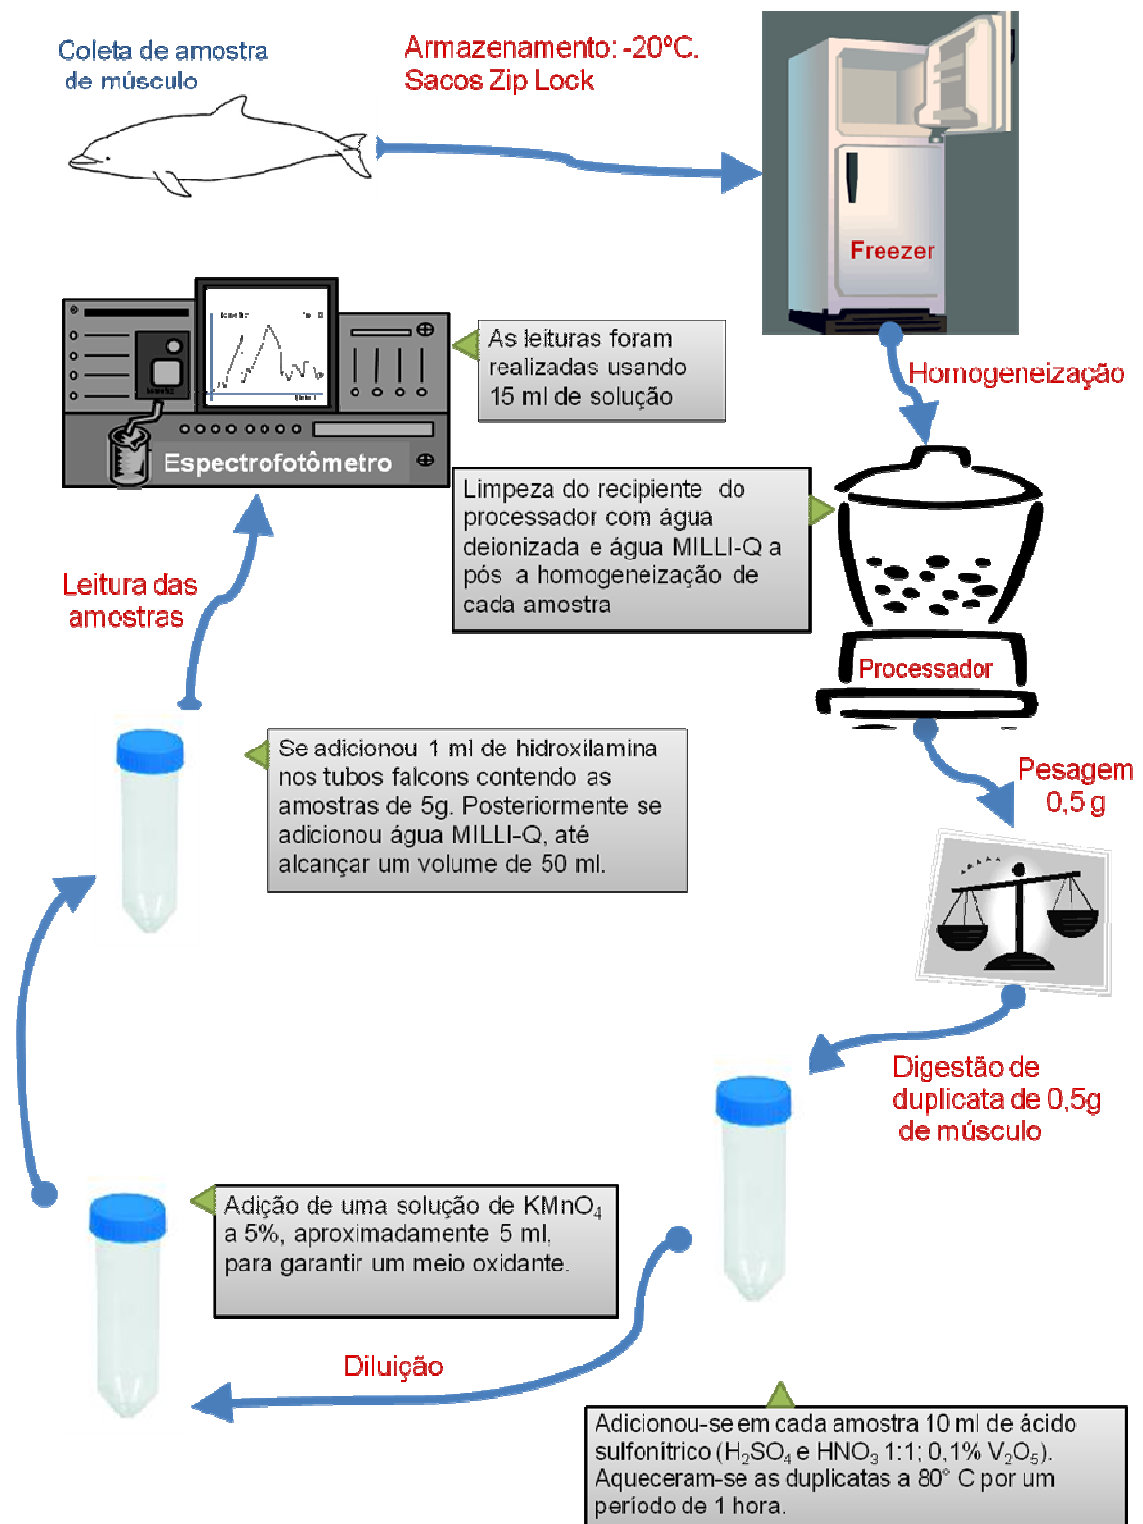 Coleta de amostra
de músculo
Armazenamento: -20ºC.
Sacos Zip Lock
Freezer
Homogeneização
As leituras foram
realizadas usando
15 ml de solução
Espectrofotômetro
Limpeza do recipiente do
processador com água
deionizada e água MILLI-Q a
pós a homogeneização de
cada amostra
Processador
Leitura das
amostras
Se adicionou 1 ml de hidroxilamina
nos tubos falcons contendo as
amostras de 5g. Posteriormente se
adicionou água MILLI-Q, até
alcançar um volume de 50 ml.
Pesagem
0,5 g
Digestão de
duplicata de 0,5g
de músculo
Adição de uma solução de KMnO₄
a 5%, aproximadamente 5 ml,
para garantir um meio oxidante.
Diluição
Adicionou-se em cada amostra 10 ml de ácido
sulfonítrico (H₂SO₄ e HNO₃ 1:1; 0,1% V₂O₅).
Aqueceram-se as duplicatas a 80° C por um
período de 1 hora.